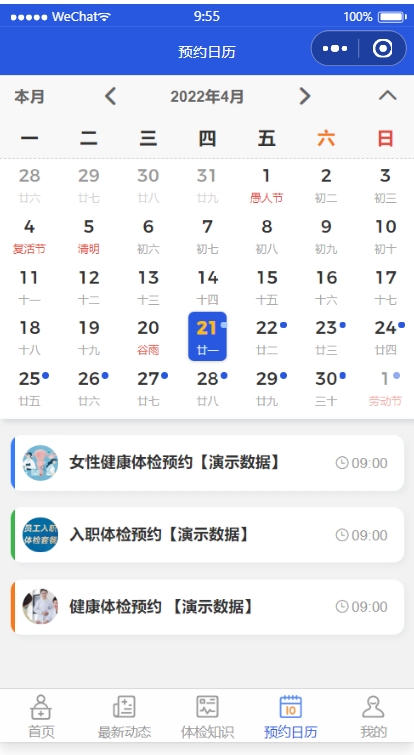 WeChat 9:55 100%
预约日历
本月 2022年4月
一 二 三 四 五 六 日
28 29 30 31 1 2 3
廿六 廿七 廿八 廿九 愚人节 初二 初三
4 5 6 7 8 9 10
复活节 清明 初六 初七 初八 初九 初十
11 12 13 14 15 16 17
十一 十二 十三 十四 十五 十六 十七
18 19 20 21 22 23 24
十八 十九 谷雨 廿一 廿二 廿三 廿四
25 26 27 28 29 30 1
廿五 廿六 廿七 廿八 廿九 三十 劳动节
女性健康体检预约【演示数据】 09:00
员工入职
体检套餐
入职体检预约【演示数据】 09:00
健康体检预约 【演示数据】 09:00
10
首页 最新动态 体检知识 预约日历 我的